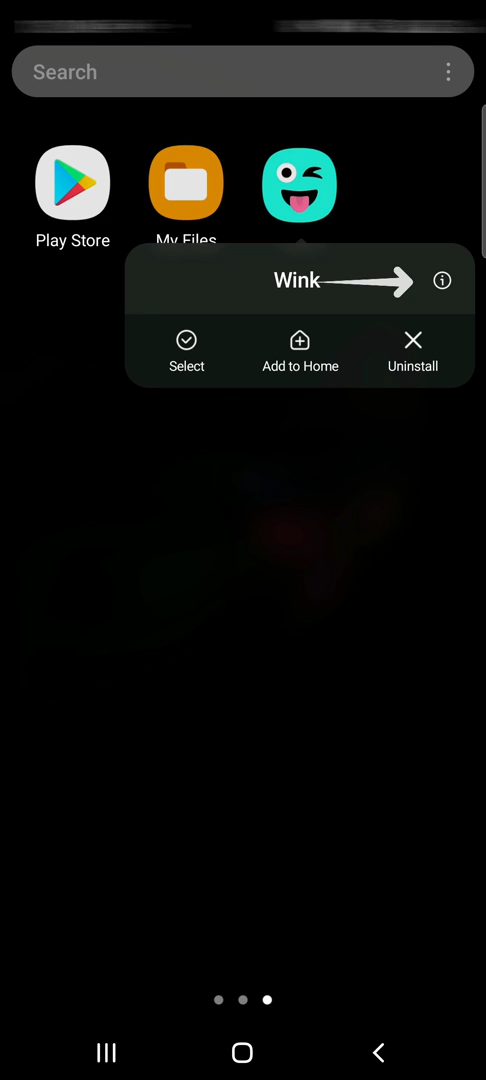 Search
Play Store
My Files
Wink
Select
Add to Home
Uninstall